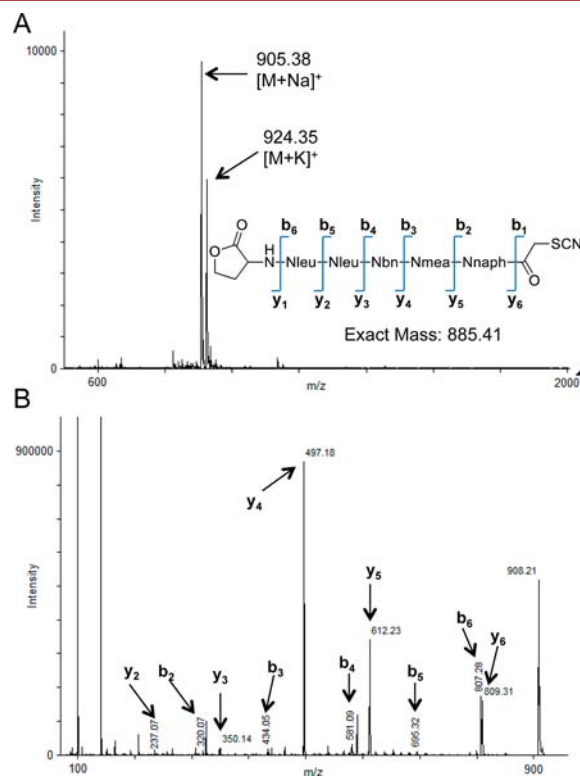 A
10000
905.38
[M+Na]⁺
924.35
[M+K]⁺
Intensity
b₆ b₅ b₄ b₃ b₂ b₁
O
O
SCN
N–Nleu–Nleu–Nbn–Nmea–Nnaph
H
O
y₁ y₂ y₃ y₄ y₅ y₆
Exact Mass: 885.41
0
600
m/z
2000
B
900000
497.18
y₄
908.21
y₅
612.23
Intensity
b₆
y₆
y₂
b₂
y₃
b₃
b₄
b₅
807.28
809.31
237.07
320.07
350.14
434.05
581.09
695.32
0
100
m/z
900